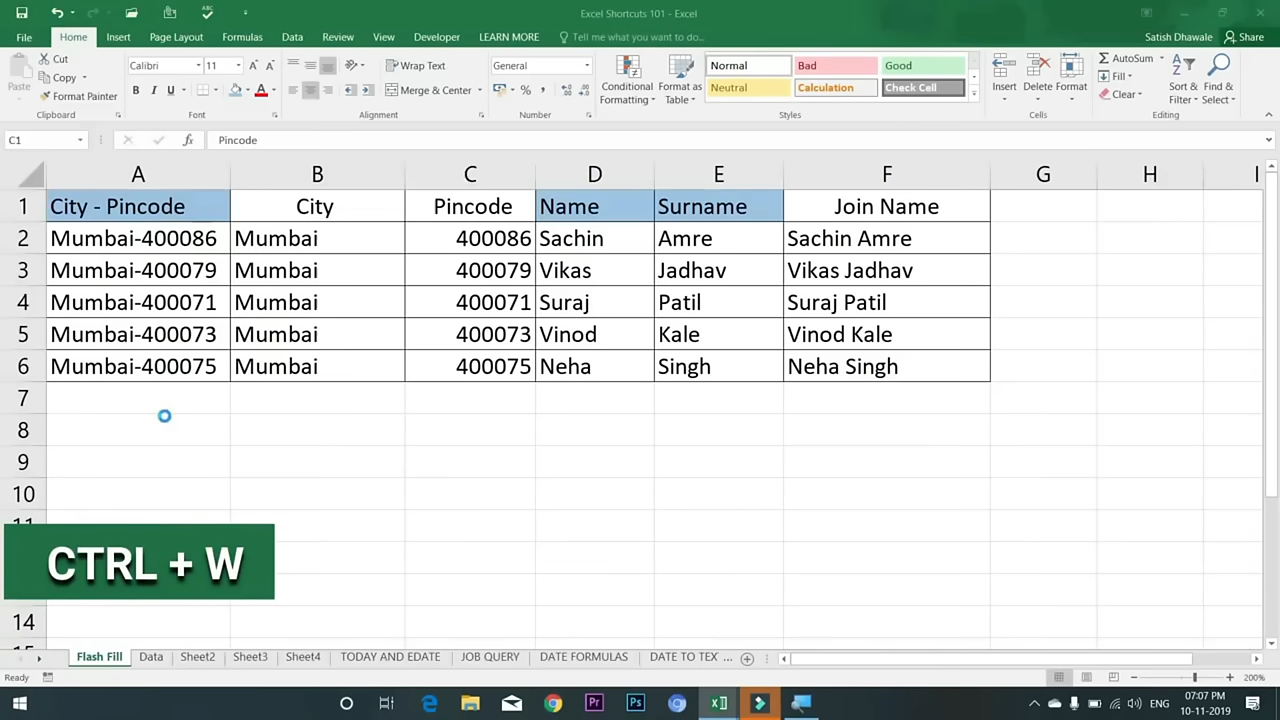 Excel Shortcuts 101 - Excel
File Home Insert Page Layout Formulas Data Review View Developer LEARN MORE Tell me what you want to do... Satish Dhawale Share
Paste
Cut
Copy
Format Painter
Clipboard
Calibri 11
B I U
Font
Wrap Text
Merge & Center
Alignment
General
%
Number
Conditional Formatting
Format as Table
Normal Bad Good
Neutral Calculation Check Cell
Styles
Insert Delete Format
Cells
AutoSum
Fill
Clear
Sort & Filter
Find & Select
Editing
C1 fx Pincode
A B C D E F G H I
1 City - Pincode City Pincode Name Surname Join Name
2 Mumbai-400086 Mumbai 400086 Sachin Amre Sachin Amre
3 Mumbai-400079 Mumbai 400079 Vikas Jadhav Vikas Jadhav
4 Mumbai-400071 Mumbai 400071 Suraj Patil Suraj Patil
5 Mumbai-400073 Mumbai 400073 Vinod Kale Vinod Kale
6 Mumbai-400075 Mumbai 400075 Neha Singh Neha Singh
7
8
9
10
CTRL + W
14
Flash Fill Data Sheet2 Sheet3 Sheet4 TODAY AND EDATE JOB QUERY DATE FORMULAS DATE TO TEX ...
Ready 200%
ENG 07:07 PM
10-11-2019